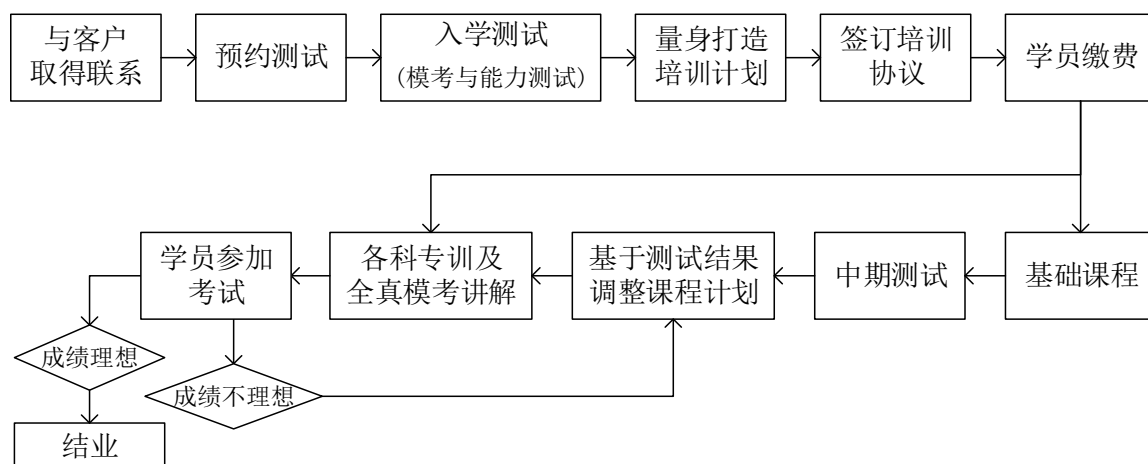 与客户
取得联系
预约测试
入学测试
(模考与能力测试)
量身打造
培训计划
签订培训
协议
学员缴费
学员参加
考试
各科专训及
全真模考讲解
基于测试结果
调整课程计划
中期测试
基础课程
成绩理想
成绩不理想
结业